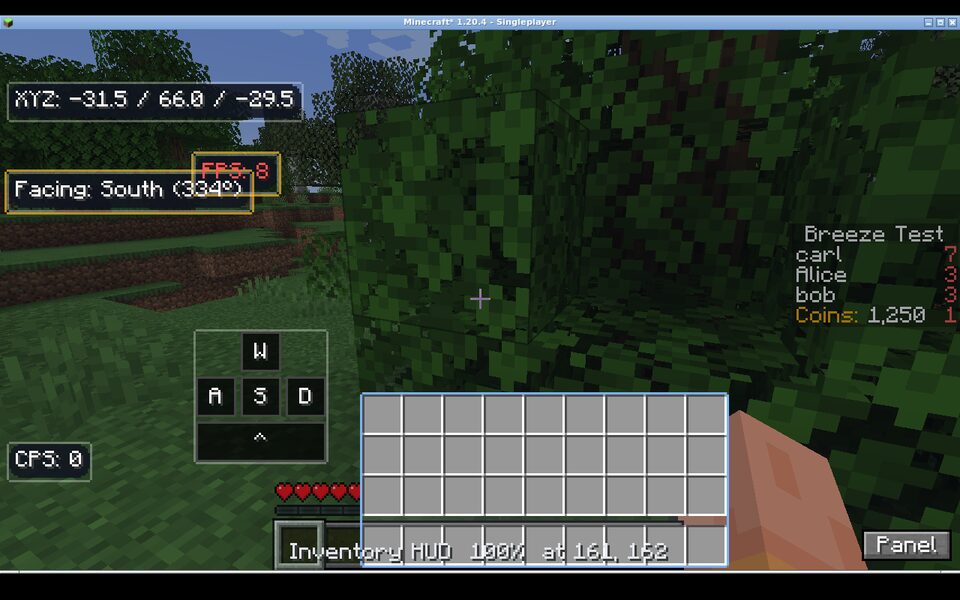 Minecraft* 1.20.4 - Singleplayer
XYZ: -31.5 / 66.0 / -29.5
FPS: 8
Facing: South (334º)
Breeze Test
carl 7
Alice 3
bob 3
Coins: 1,250 1
W
A S D
^
CPS: 0
Inventory HUD 100% at 161, 162
Panel